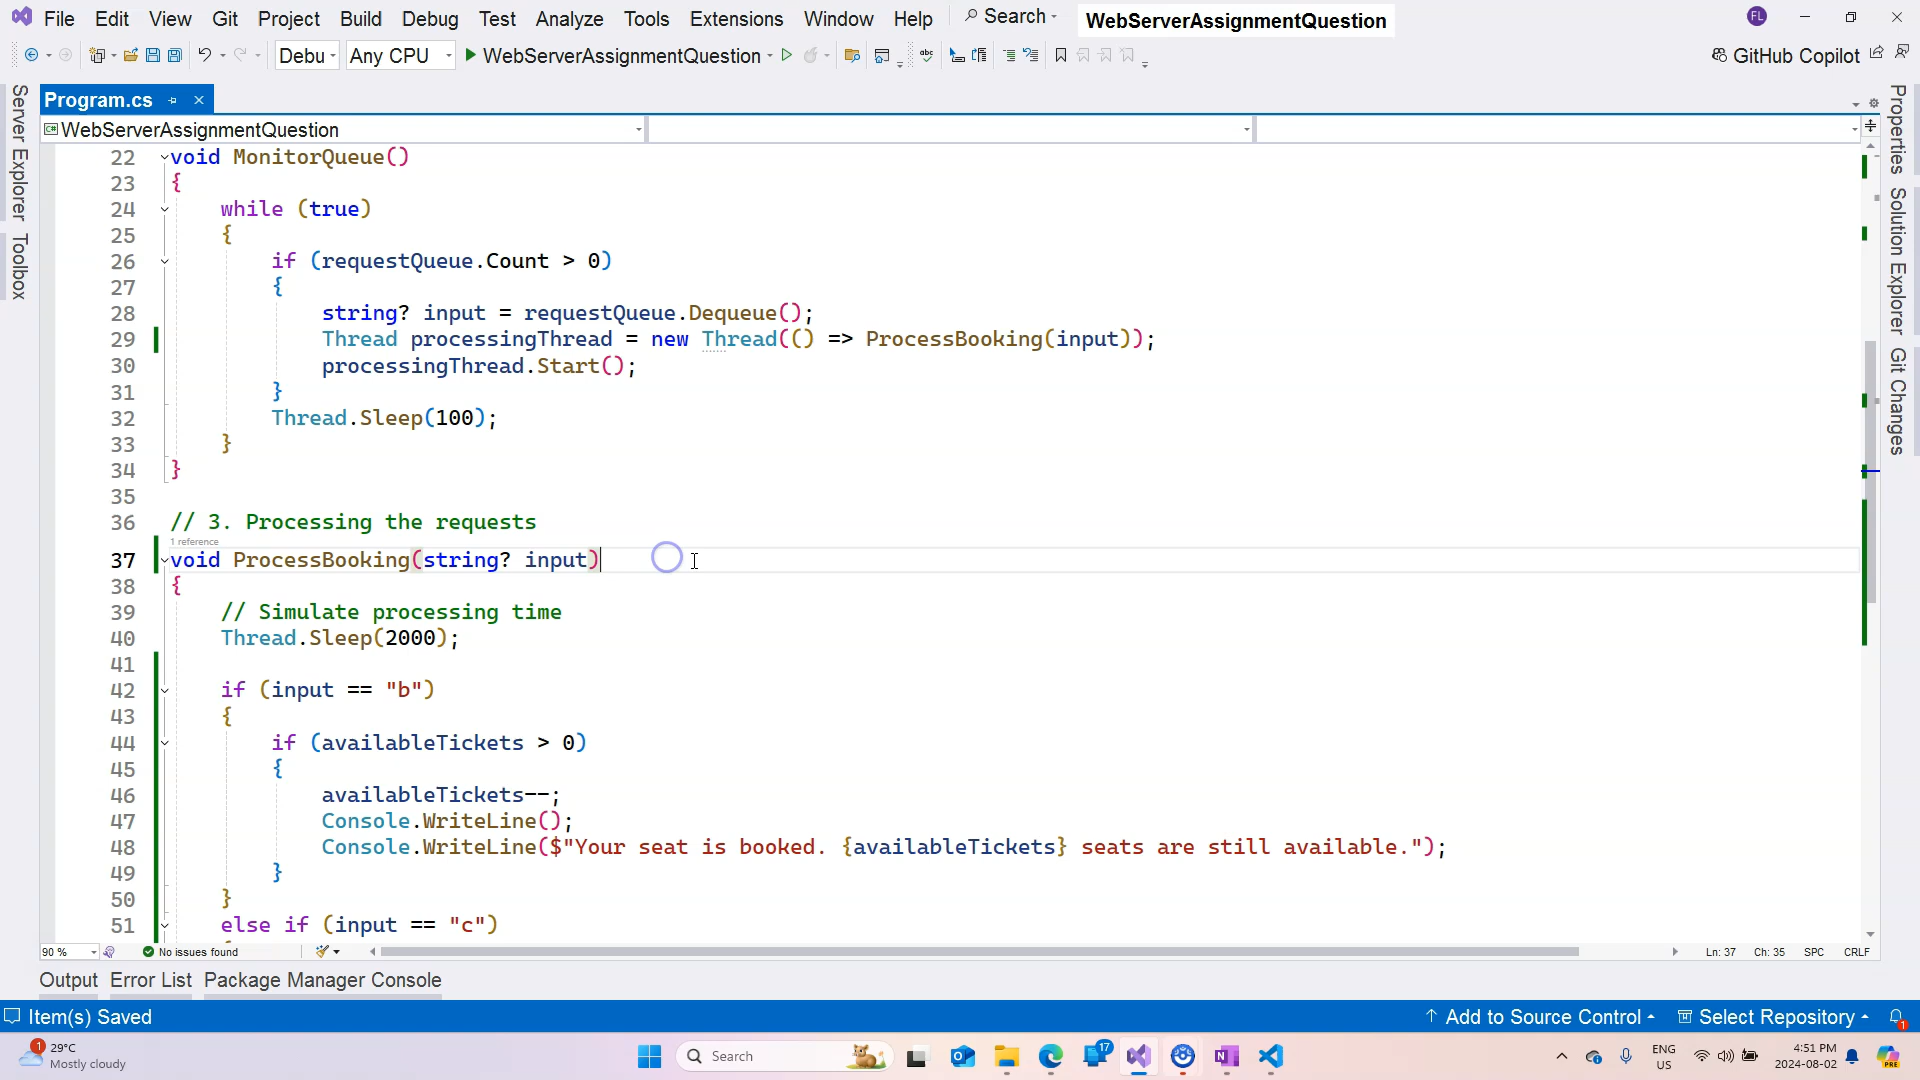 File Edit View Git Project Build Debug Test Analyze Tools Extensions Window Help Search WebServerAssignmentQuestion FL
Debu Any CPU WebServerAssignmentQuestion abc GitHub Copilot
Server Explorer
Toolbox
Program.cs
C# WebServerAssignmentQuestion
22 void MonitorQueue()
23 {
24 while (true)
25 {
26 if (requestQueue.Count > 0)
27 {
28 string? input = requestQueue.Dequeue();
29 Thread processingThread = new Thread(() => ProcessBooking(input));
30 processingThread.Start();
31 }
32 Thread.Sleep(100);
33 }
34 }
35
36 // 3. Processing the requests
1 reference
37 void ProcessBooking(string? input)
38 {
39 // Simulate processing time
40 Thread.Sleep(2000);
41
42 if (input == "b")
43 {
44 if (availableTickets > 0)
45 {
46 availableTickets--;
47 Console.WriteLine();
48 Console.WriteLine($"Your seat is booked. {availableTickets} seats are still available.");
49 }
50 }
51 else if (input == "c")
Properties
Solution Explorer
Git Changes
90 % No issues found Ln: 37 Ch: 35 SPC CRLF
Output Error List Package Manager Console
Item(s) Saved Add to Source Control Select Repository 1
1 29°C
Mostly cloudy
Search
17
ENG
US
4:51 PM
2024-08-02
PRE